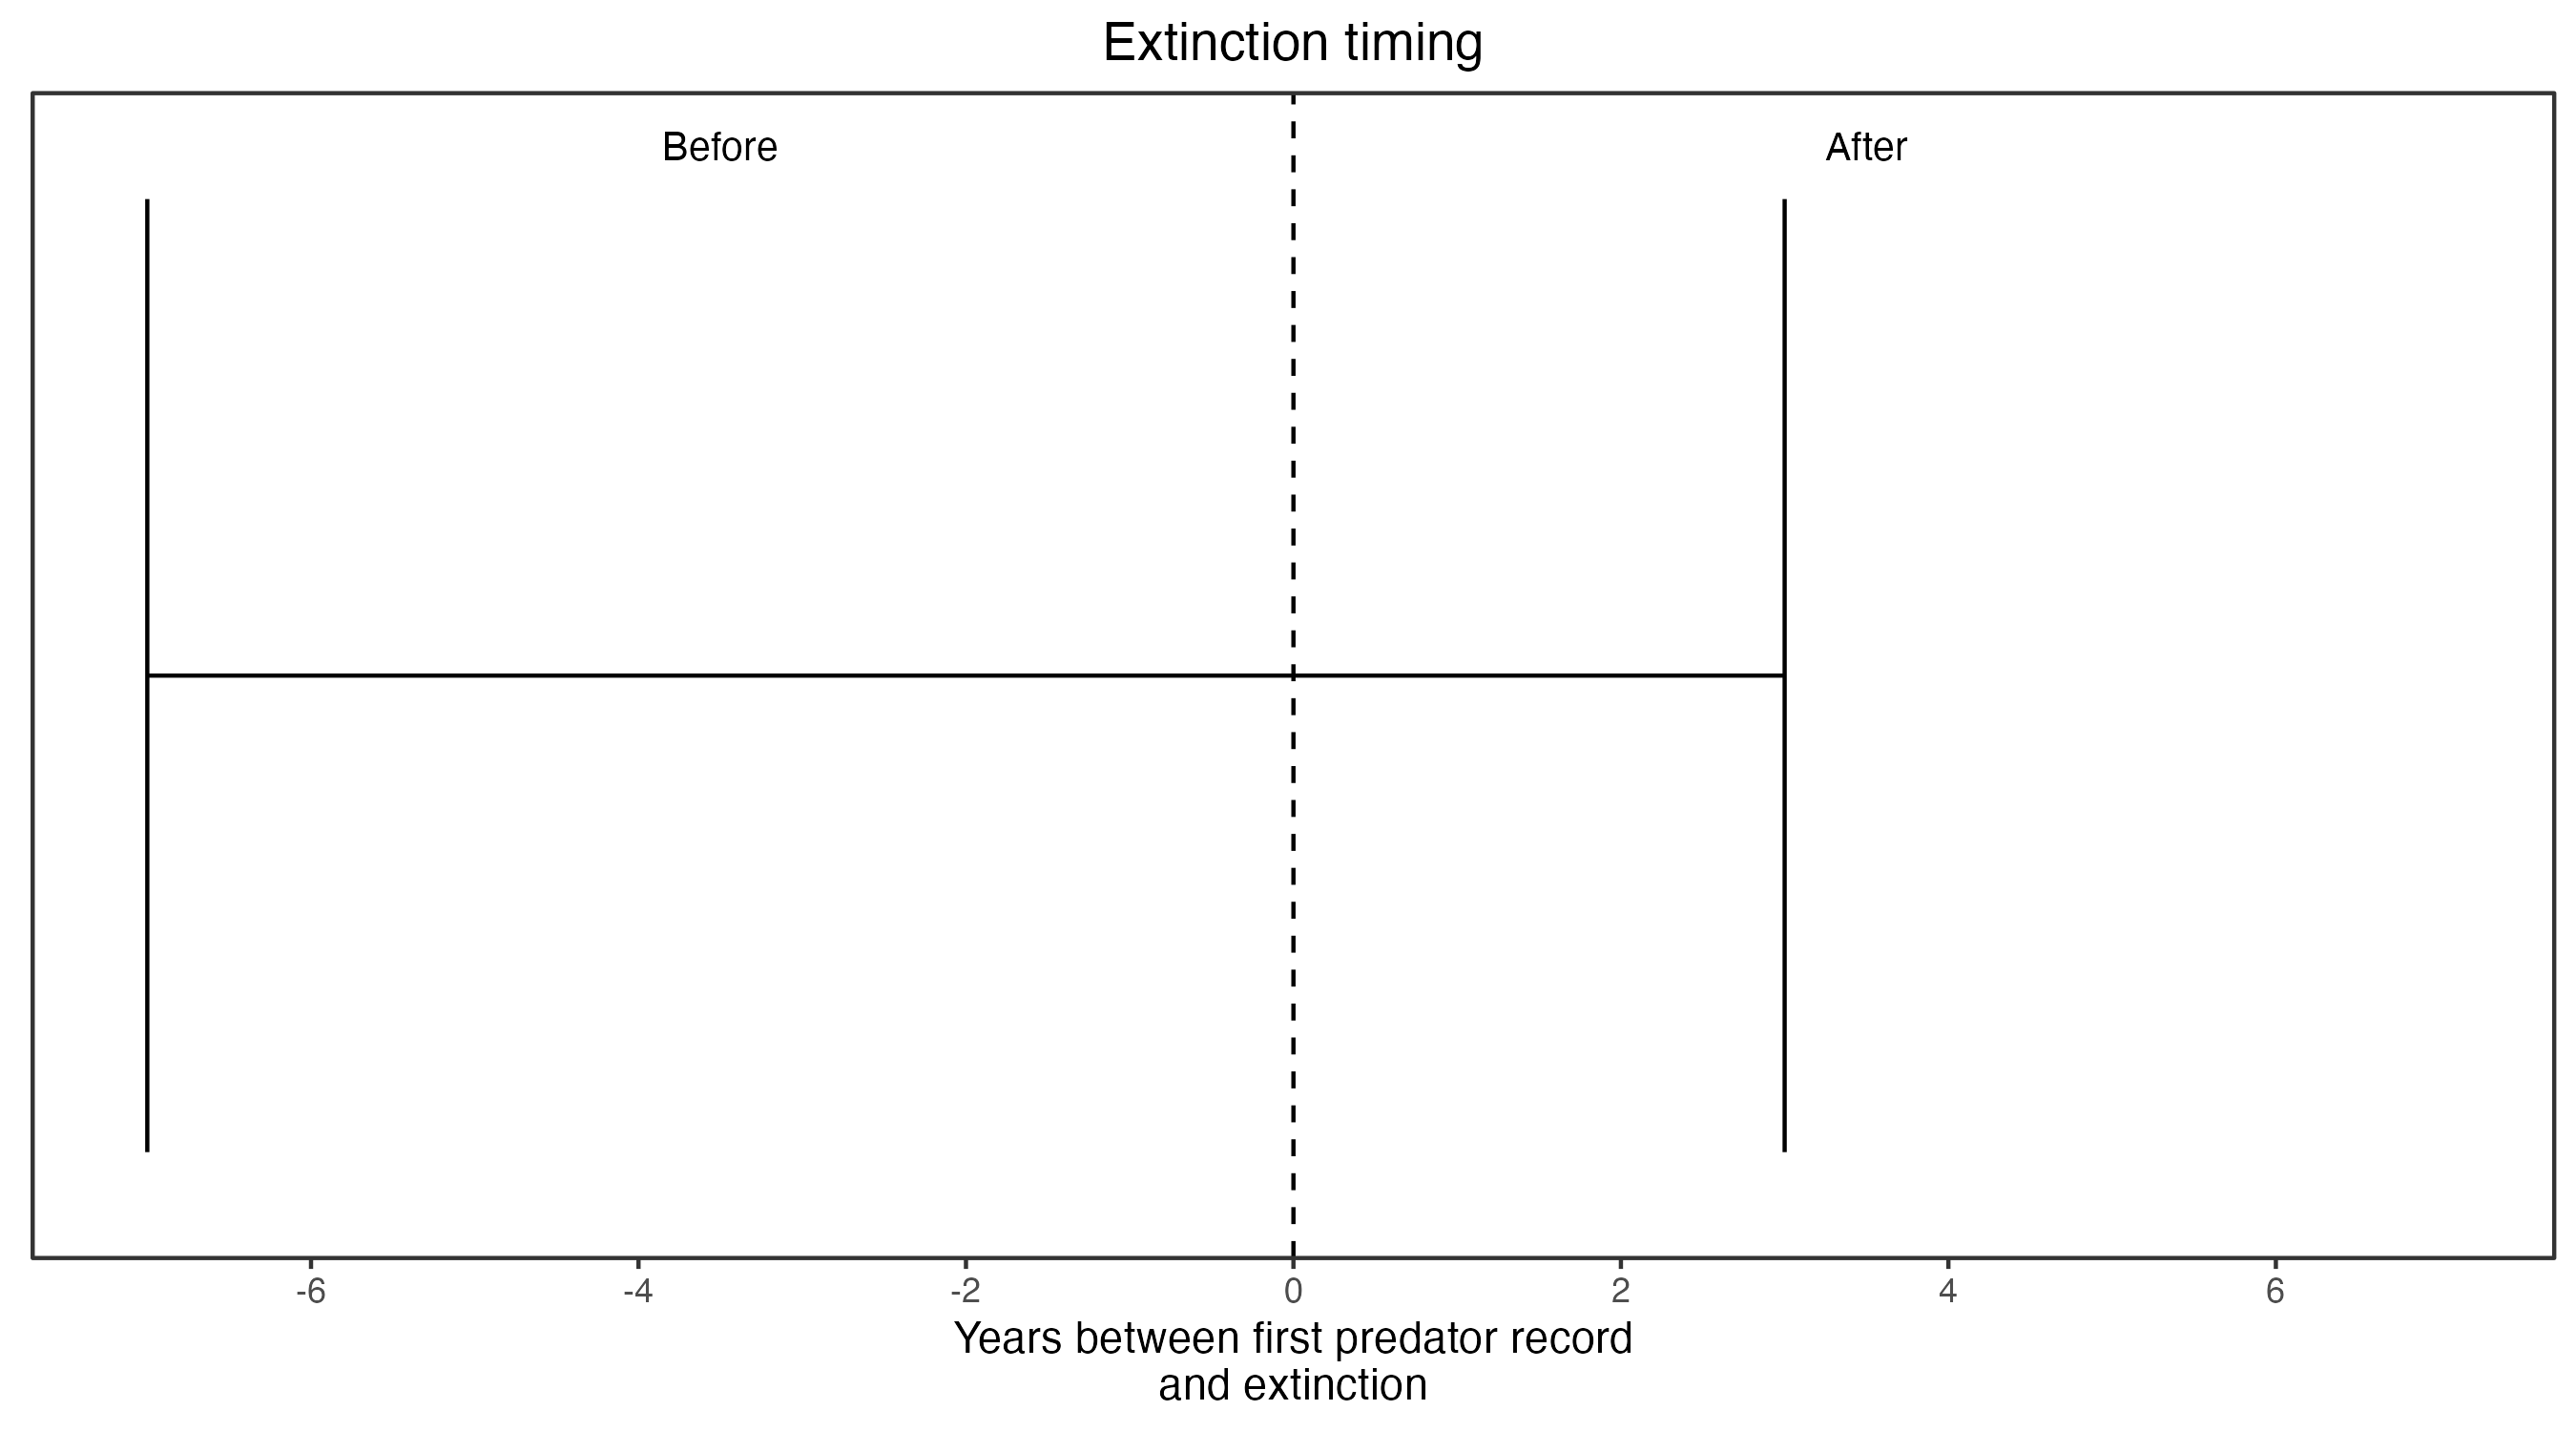 Extinction timing
Before After
-6 -4 -2 0 2 4 6
Years between first predator record
and extinction